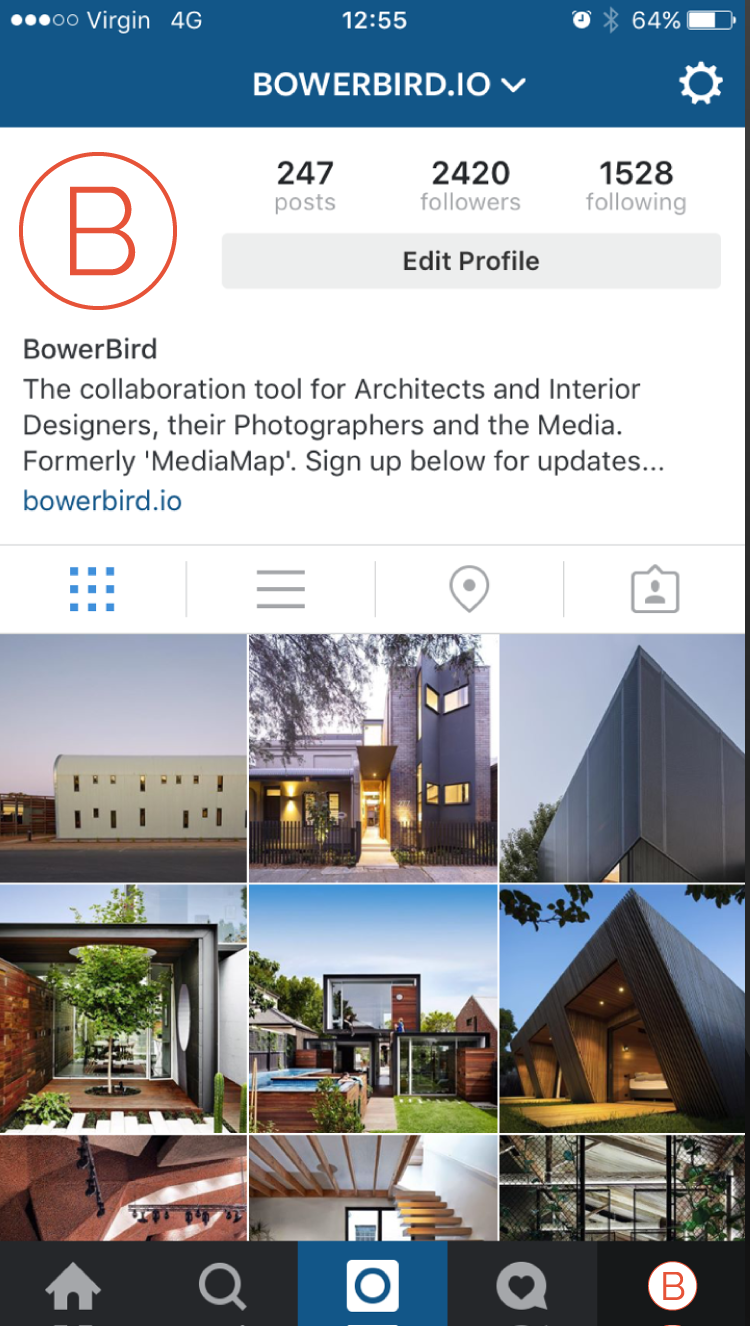 Virgin 4G 12:55 64%
BOWERBIRD.IO
B
247 2420 1528
posts followers following
Edit Profile
BowerBird
The collaboration tool for Architects and Interior
Designers, their Photographers and the Media.
Formerly 'MediaMap'. Sign up below for updates...
bowerbird.io
B